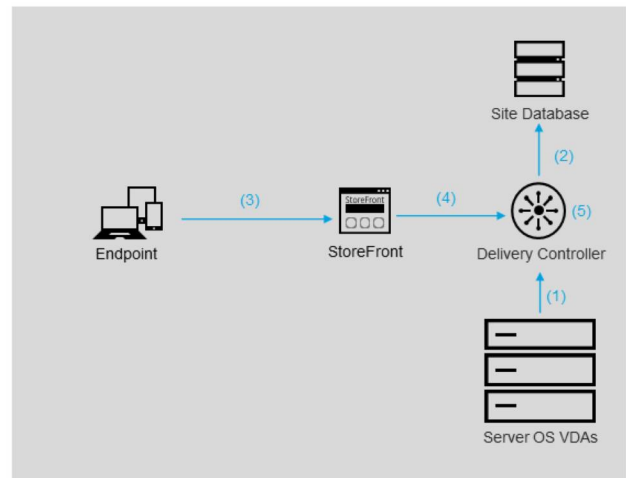 Site Database
(2)
(3)
StoreFront
(4)
(5)
Endpoint
StoreFront
Delivery Controller
(1)
Server OS VDAs